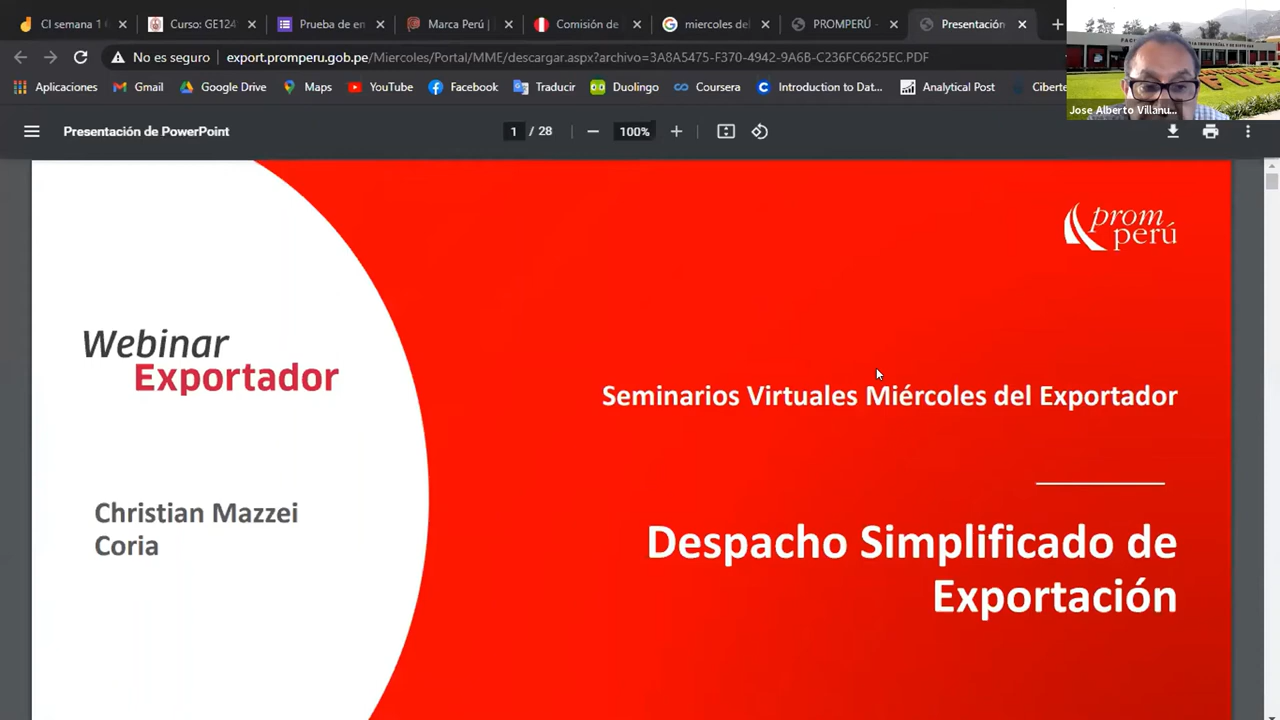 CI semana 1 (
Curso: GE124
Prueba de en
Marca Perú |
Comisión de
miercoles del
PROMPERÚ -
Presentación
No es seguro
export.promperu.gob.pe/Miercoles/Portal/MME/descargar.aspx?archivo=3A8A5475-F370-4942-9A6B-C236FC6625EC.PDF
Aplicaciones
Gmail
Google Drive
Maps
YouTube
Facebook
Traducir
Duolingo
Coursera
Introduction to Dat...
Analytical Post
Ciberte
Jose Alberto Villanu...
Presentación de PowerPoint
1 / 28
100%
prom
perú
Webinar
Exportador
Seminarios Virtuales Miércoles del Exportador
Christian Mazzei
Coria
Despacho Simplificado de
Exportación